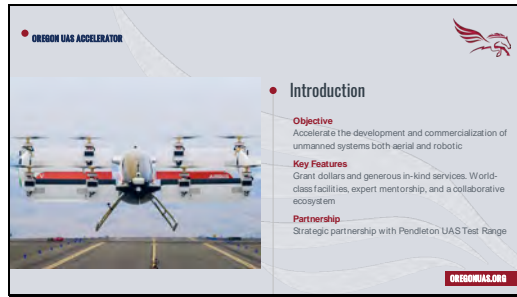 OREGON UAS ACCELERATOR
Introduction
Objective
Accelerate the development and commercialization of
unmanned systems both aerial and robotic
Key Features
Grant dollars and generous in-kind services. World-
class facilities, expert mentorship, and a collaborative
ecosystem
Partnership
Strategic partnership with Pendleton UAS Test Range
OREGONUAS.ORG